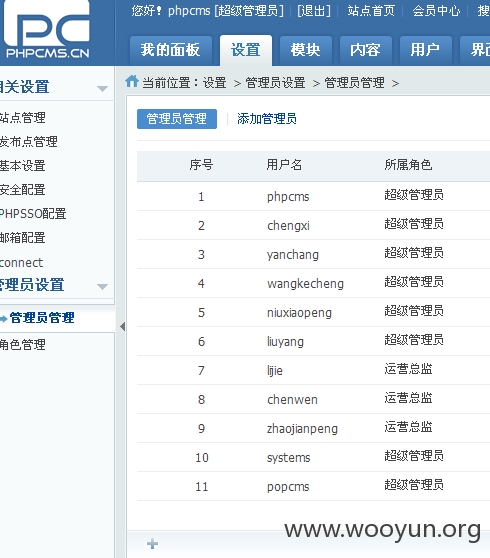 您好！phpcms [超级管理员] | [退出] | 站点首页 | 会员中心 | 搜
PHPCMS.CN
我的面板 设置 模块 内容 用户 界
当前位置：设置 > 管理员设置 > 管理员管理 >
相关设置
站点管理
发布点管理
基本设置
安全配置
PHPSSO配置
邮箱配置
connect
管理员设置
管理员管理
角色管理
管理员管理 | 添加管理员
序号 用户名 所属角色
1 phpcms 超级管理员
2 chengxi 超级管理员
3 yanchang 超级管理员
4 wangkecheng 超级管理员
5 niuxiaopeng 超级管理员
6 liuyang 超级管理员
7 lijie 运营总监
8 chenwen 运营总监
9 zhaojianpeng 运营总监
10 systems 超级管理员
11 popcms 超级管理员
www.wooyun.org